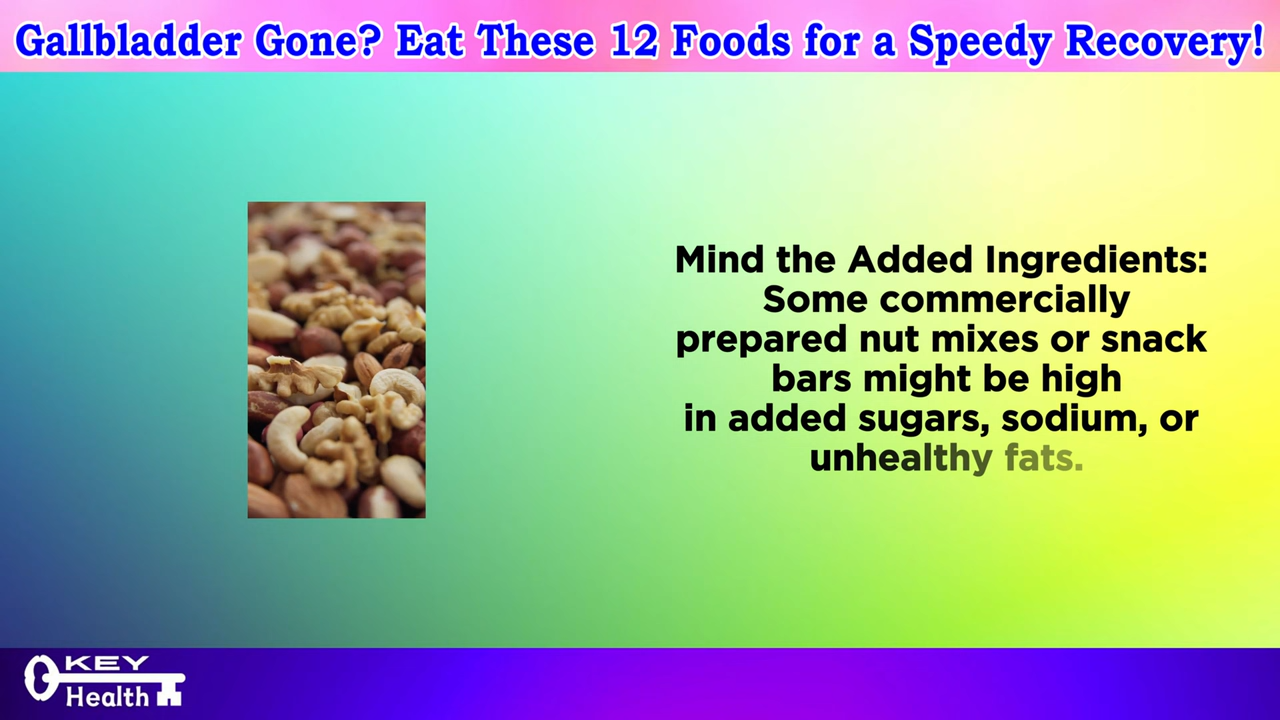 Gallbladder Gone? Eat These 12 Foods for a Speedy Recovery!
Mind the Added Ingredients:
Some commercially
prepared nut mixes or snack
bars might be high
in added sugars, sodium, or
unhealthy fats.
KEY
Health